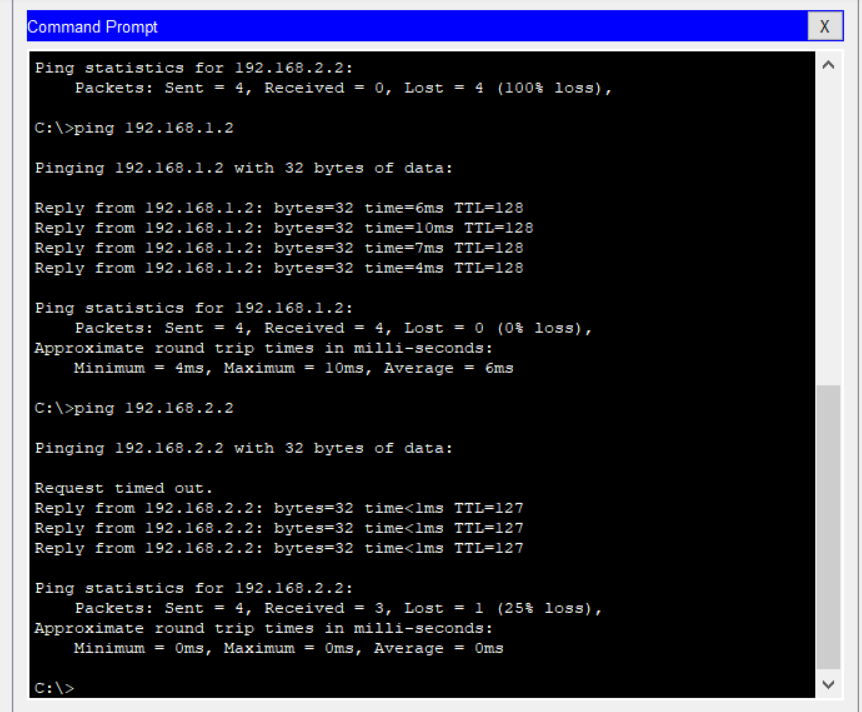 Command Prompt
X
Ping statistics for 192.168.2.2:
Packets: Sent = 4, Received = 0, Lost = 4 (100% loss),
C:\>ping 192.168.1.2
Pinging 192.168.1.2 with 32 bytes of data:
Reply from 192.168.1.2: bytes=32 time=6ms TTL=128
Reply from 192.168.1.2: bytes=32 time=10ms TTL=128
Reply from 192.168.1.2: bytes=32 time=7ms TTL=128
Reply from 192.168.1.2: bytes=32 time=4ms TTL=128
Ping statistics for 192.168.1.2:
Packets: Sent = 4, Received = 4, Lost = 0 (0% loss),
Approximate round trip times in milli-seconds:
Minimum = 4ms, Maximum = 10ms, Average = 6ms
C:\>ping 192.168.2.2
Pinging 192.168.2.2 with 32 bytes of data:
Request timed out.
Reply from 192.168.2.2: bytes=32 time<1ms TTL=127
Reply from 192.168.2.2: bytes=32 time<1ms TTL=127
Reply from 192.168.2.2: bytes=32 time<1ms TTL=127
Ping statistics for 192.168.2.2:
Packets: Sent = 4, Received = 3, Lost = 1 (25% loss),
Approximate round trip times in milli-seconds:
Minimum = 0ms, Maximum = 0ms, Average = 0ms
C:\>